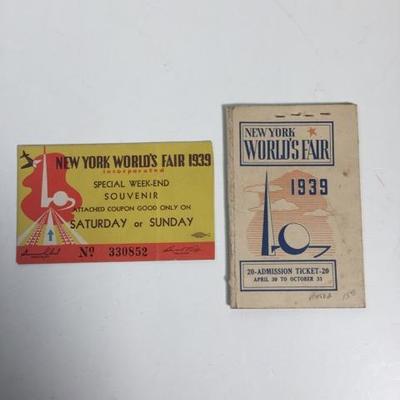 NEW YORK WORLD'S FAIR 1939
incorporated
SPECIAL WEEK-END
SOUVENIR
ATTACHED COUPON GOOD ONLY ON
SATURDAY or SUNDAY
No 330852
NEW YORK
WORLD'S FAIR
1939
20-ADMISSION TICKET-20
APRIL 30 TO OCTOBER 31